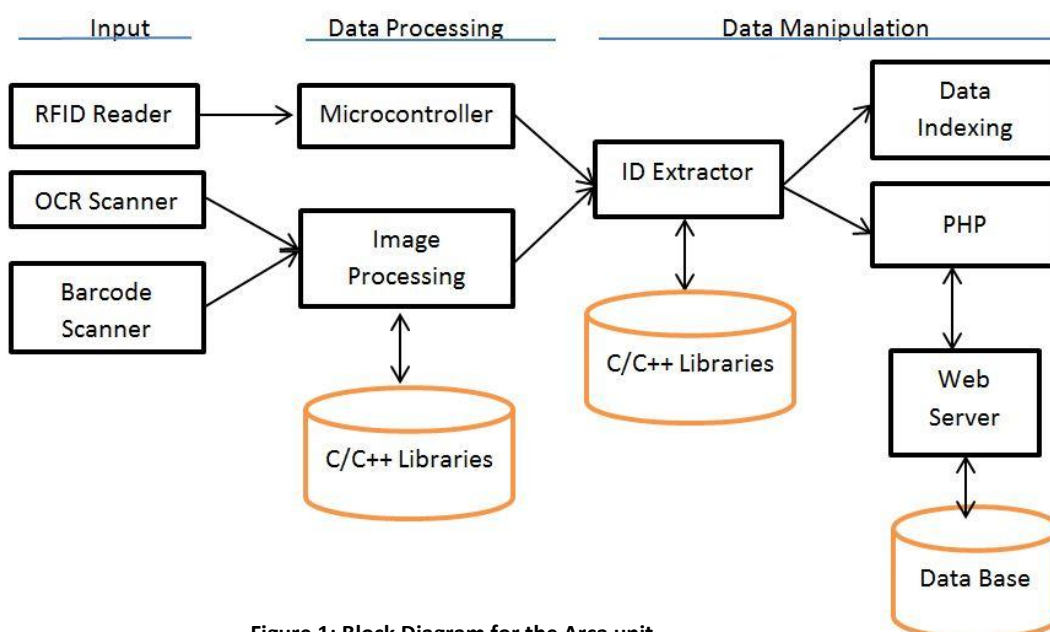 Input
Data Processing
Data Manipulation
RFID Reader
Microcontroller
Data
Indexing
ID Extractor
OCR Scanner
Image
Processing
PHP
Barcode
Scanner
C/C++ Libraries
Web
Server
C/C++ Libraries
Data Base
Figure 1: Block Diagram for the Arca unit